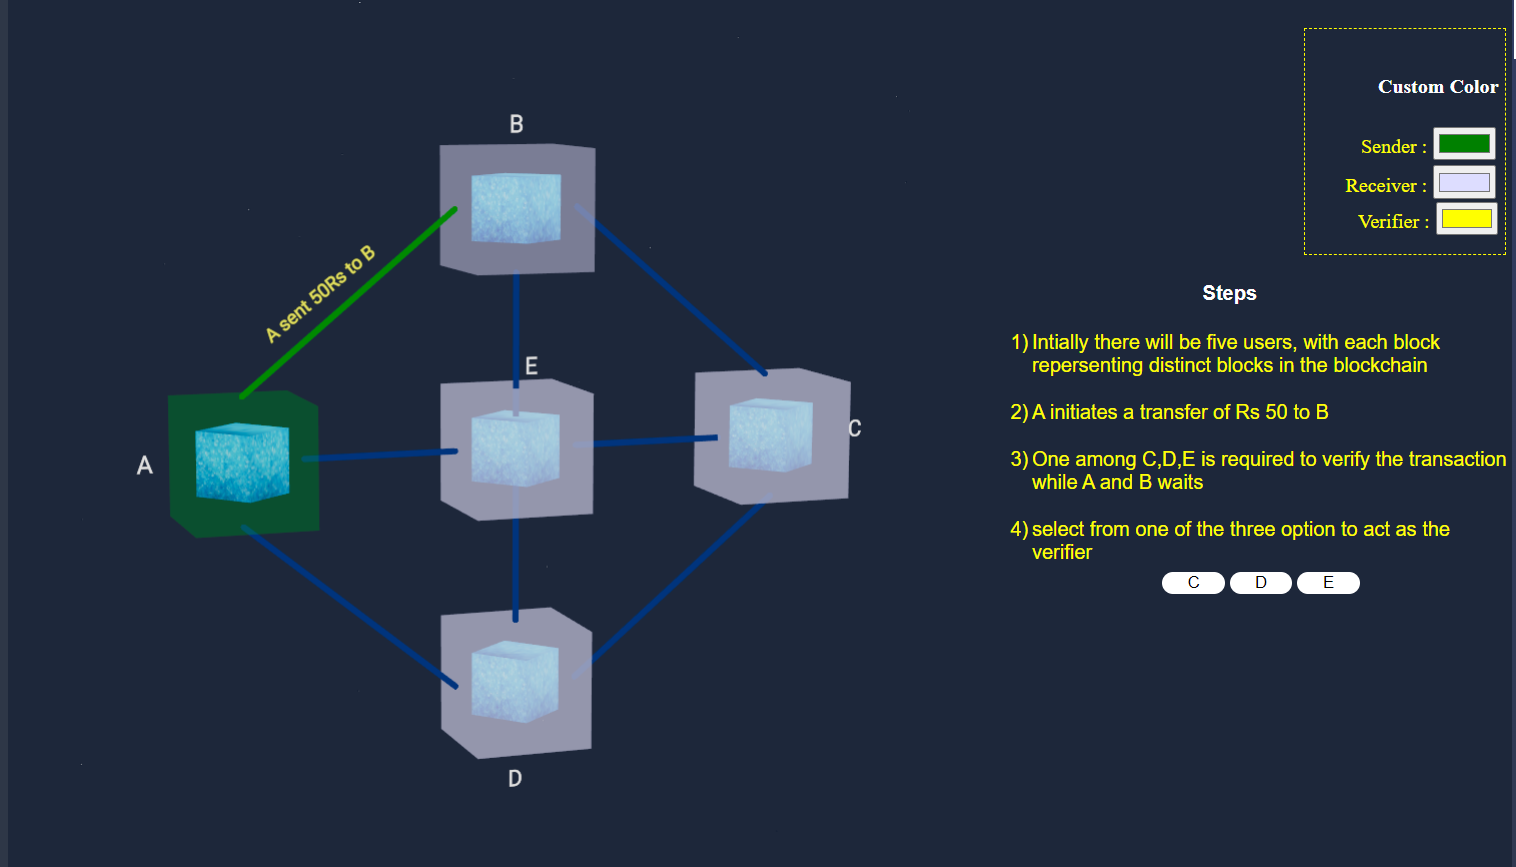 B
A sent 50Rs to B
E
A
C
D
Custom Color
Sender :
Receiver :
Verifier :
Steps
1) Intially there will be five users, with each block
repersenting distinct blocks in the blockchain
2) A initiates a transfer of Rs 50 to B
3) One among C,D,E is required to verify the transaction
while A and B waits
4) select from one of the three option to act as the
verifier
C D E